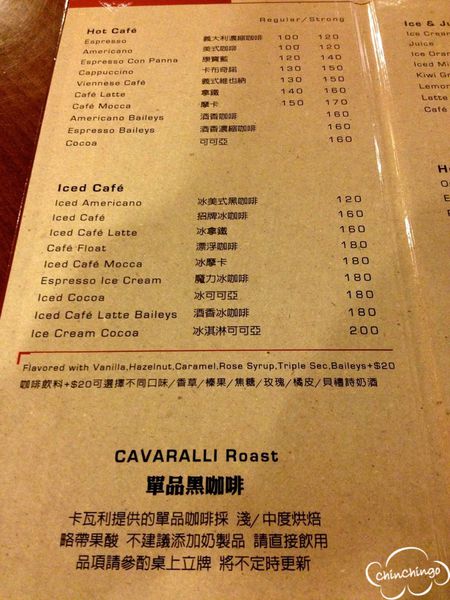 Regular/Strong
Hot Café
Espresso 義大利濃縮咖啡 100 120
Americano 美式咖啡 100 120
Espresso Con Panna 康寶藍 120 140
Cappuccino 卡布奇諾 130 150
Viennese Café 義式維也納 130 150
Café Latte 拿鐵 140 160
Café Mocca 摩卡 150 170
Americano Baileys 酒香咖啡 160
Espresso Baileys 酒香濃縮咖啡 160
Cocoa 可可亞 160
Iced Café
Iced Americano 冰美式黑咖啡 120
Iced Café 招牌冰咖啡 160
Iced Café Latte 冰拿鐵 160
Café Float 漂浮冰咖啡 180
Iced Café Mocca 冰摩卡 180
Espresso Ice Cream 魔力冰咖啡 180
Iced Cocoa 冰可可亞 180
Iced Café Latte Baileys 酒香冰咖啡 180
Ice Cream Cocoa 冰淇淋可可亞 200
Flavored with Vanilla,Hazelnut,Caramel,Rose Syrup,Triple Sec,Baileys+$20
咖啡飲料+$20可選擇不同口味/香草/榛果/焦糖/玫瑰/橘皮/貝禮詩奶酒
CAVARALLI Roast
單品黑咖啡
卡瓦利提供的單品咖啡採 淺/中度烘焙
略帶果酸 不建議添加奶製品 請直接飲用
品項請參酌桌上立牌 將不定時更新
Ice & Ju
Ice Cream
Juice
Ice Oran
Iced Mi
Kiwi Gr
Lemon
Latte
Café
chinchingo